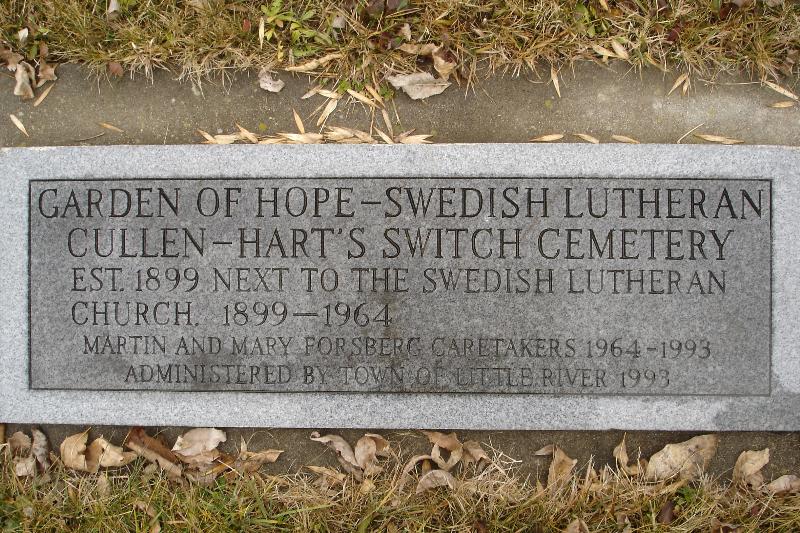 GARDEN OF HOPE-SWEDISH LUTHERAN
CULLEN-HART'S SWITCH CEMETERY
EST. 1899 NEXT TO THE SWEDISH LUTHERAN
CHURCH. 1899-1964
MARTIN AND MARY FORSBERG CARETAKERS 1964-1993
ADMINISTERED BY TOWN OF LITTLE RIVER 1993